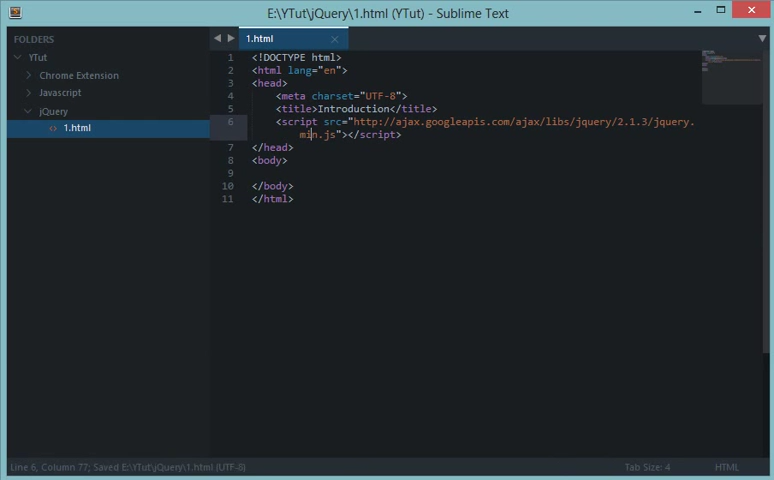 E:\YTut\jQuery\1.html (YTut) - Sublime Text
FOLDERS
YTut
Chrome Extension
Javascript
jQuery
<> 1.html
1.html
1 <!DOCTYPE html>
2 <html lang="en">
3 <head>
4 <meta charset="UTF-8">
5 <title>Introduction</title>
6 <script src="http://ajax.googleapis.com/ajax/libs/jquery/2.1.3/jquery.
min.js"></script>
7 </head>
8 <body>
9
10 </body>
11 </html>
Line 6, Column 77; Saved E:\YTut\jQuery\1.html (UTF-8)
Tab Size: 4
HTML